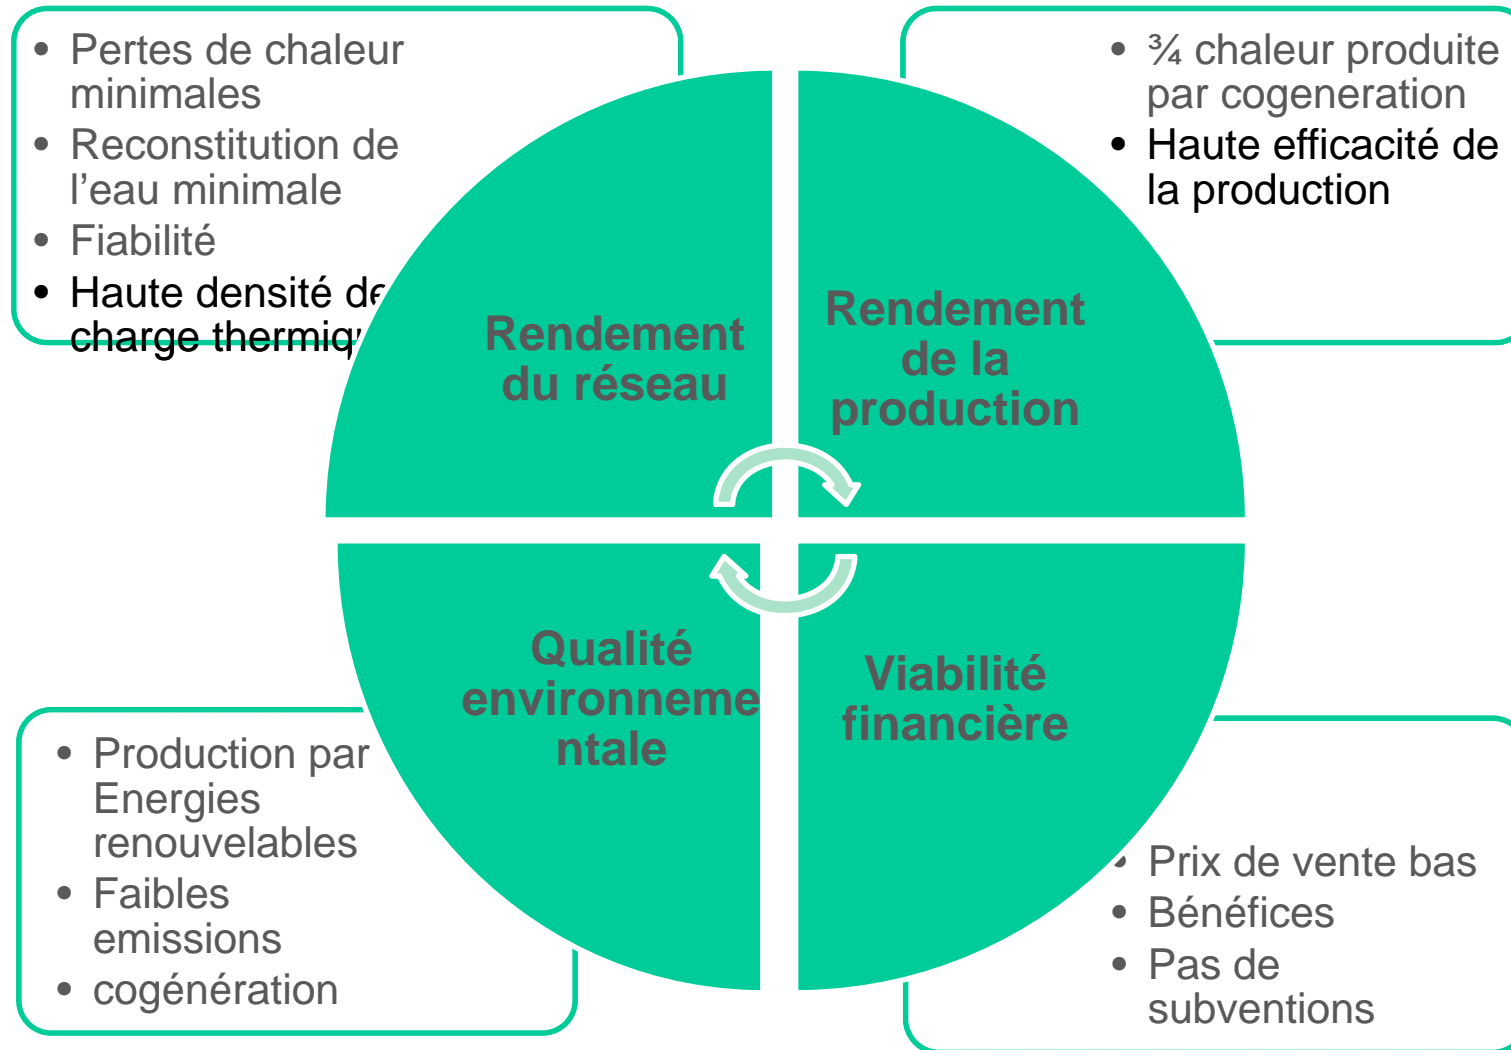 • Pertes de chaleur
minimales
• Reconstitution de
l’eau minimale
• Fiabilité
• Haute densité de
charge thermiqu
• ¾ chaleur produite
par cogeneration
• Haute efficacité de
la production
Rendement
du réseau
Rendement
de la
production
Qualité
environneme
ntale
Viabilité
financière
• Production par
Energies
renouvelables
• Faibles
emissions
• cogénération
• Prix de vente bas
• Bénéfices
• Pas de
subventions